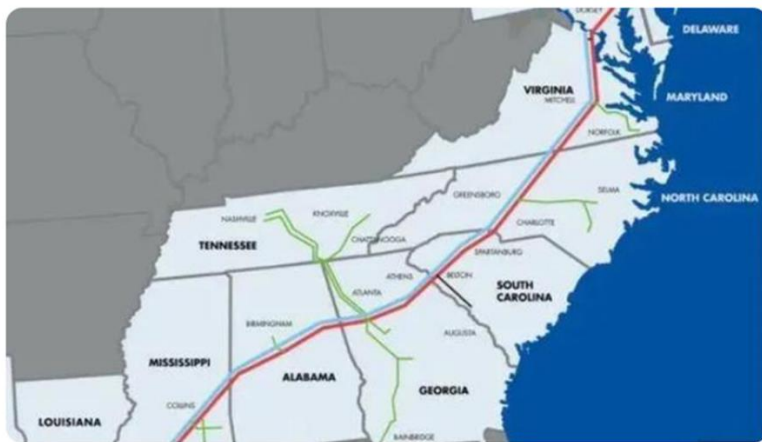 DORSEY
DELAWARE
VIRGINIA
MITCHELL
MARYLAND
NORFOLK
GREENSBORO
SELMA
NORTH CAROLINA
NASHVILLE
KNOXVILLE
CHARLOTTE
TENNESSEE
CHATTANOOGA
SPARTANBURG
ATHENS
BELTON
SOUTH
CAROLINA
ATLANTA
BIRMINGHAM
AUGUSTA
MISSISSIPPI
ALABAMA
GEORGIA
COLLINS
LOUISIANA
BAINBRIDGE